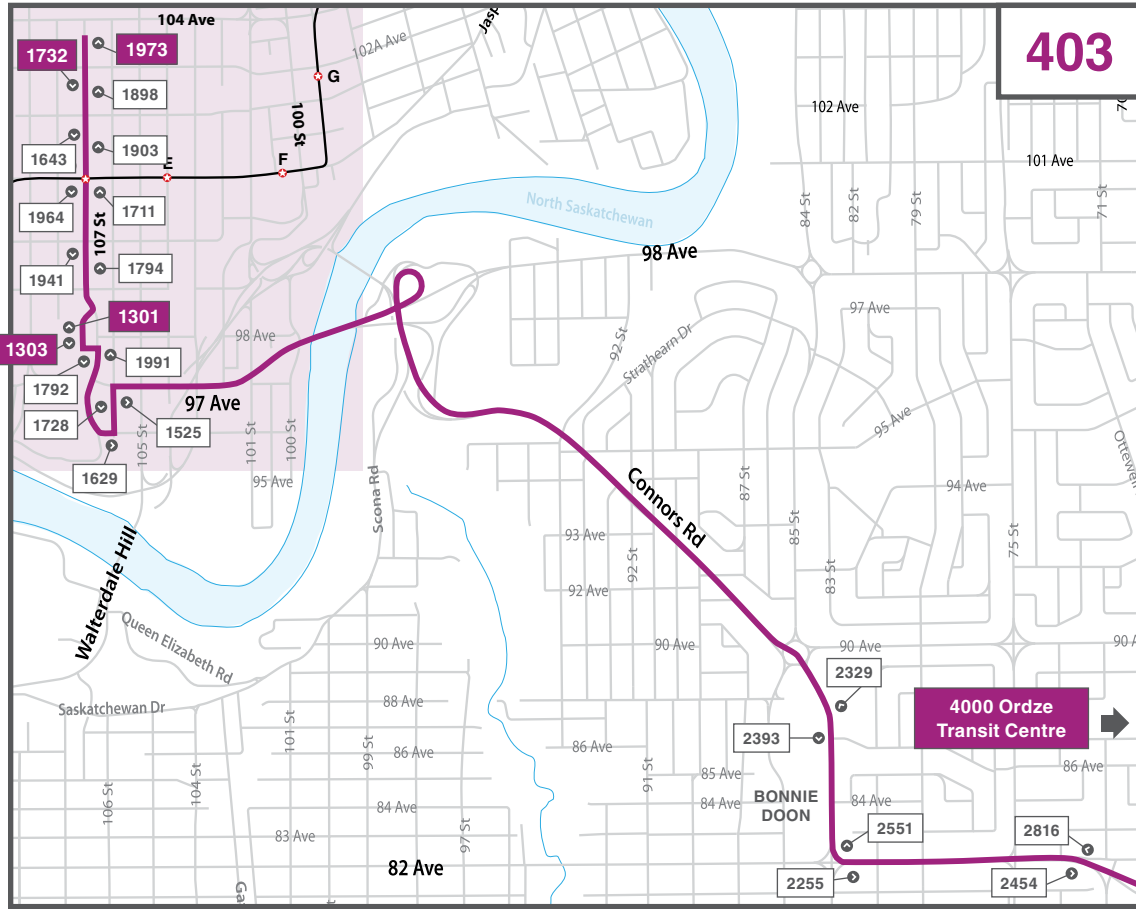 104 Ave
403
1732
1973
102A Ave
Jasp
G
1898
102 Ave
100 St
1643
1903
E
F
101 Ave
1964
1711
107 St
North Saskatchewan
84 St
82 St
79 St
71 St
98 Ave
1941
1794
1301
97 Ave
1303
98 Ave
92 St
Strathearn Dr
1991
1792
97 Ave
1728
1525
95 Ave
105 St
101 St
100 St
Ottewell
1629
95 Ave
Scona Rd
Connors Rd
87 St
94 Ave
85 St
75 St
93 Ave
92 St
83 St
Walterdale Hill
92 Ave
Queen Elizabeth Rd
90 Ave
90 Ave
90 Ave
90 A
2329
Saskatchewan Dr
88 Ave
4000 Ordze
Transit Centre
101 St
99 St
2393
86 Ave
86 Ave
91 St
85 Ave
86 Ave
106 St
104 St
84 Ave
84 Ave
BONNIE
DOON
84 Ave
83 Ave
97 St
2551
2816
82 Ave
2255
2454
Ga